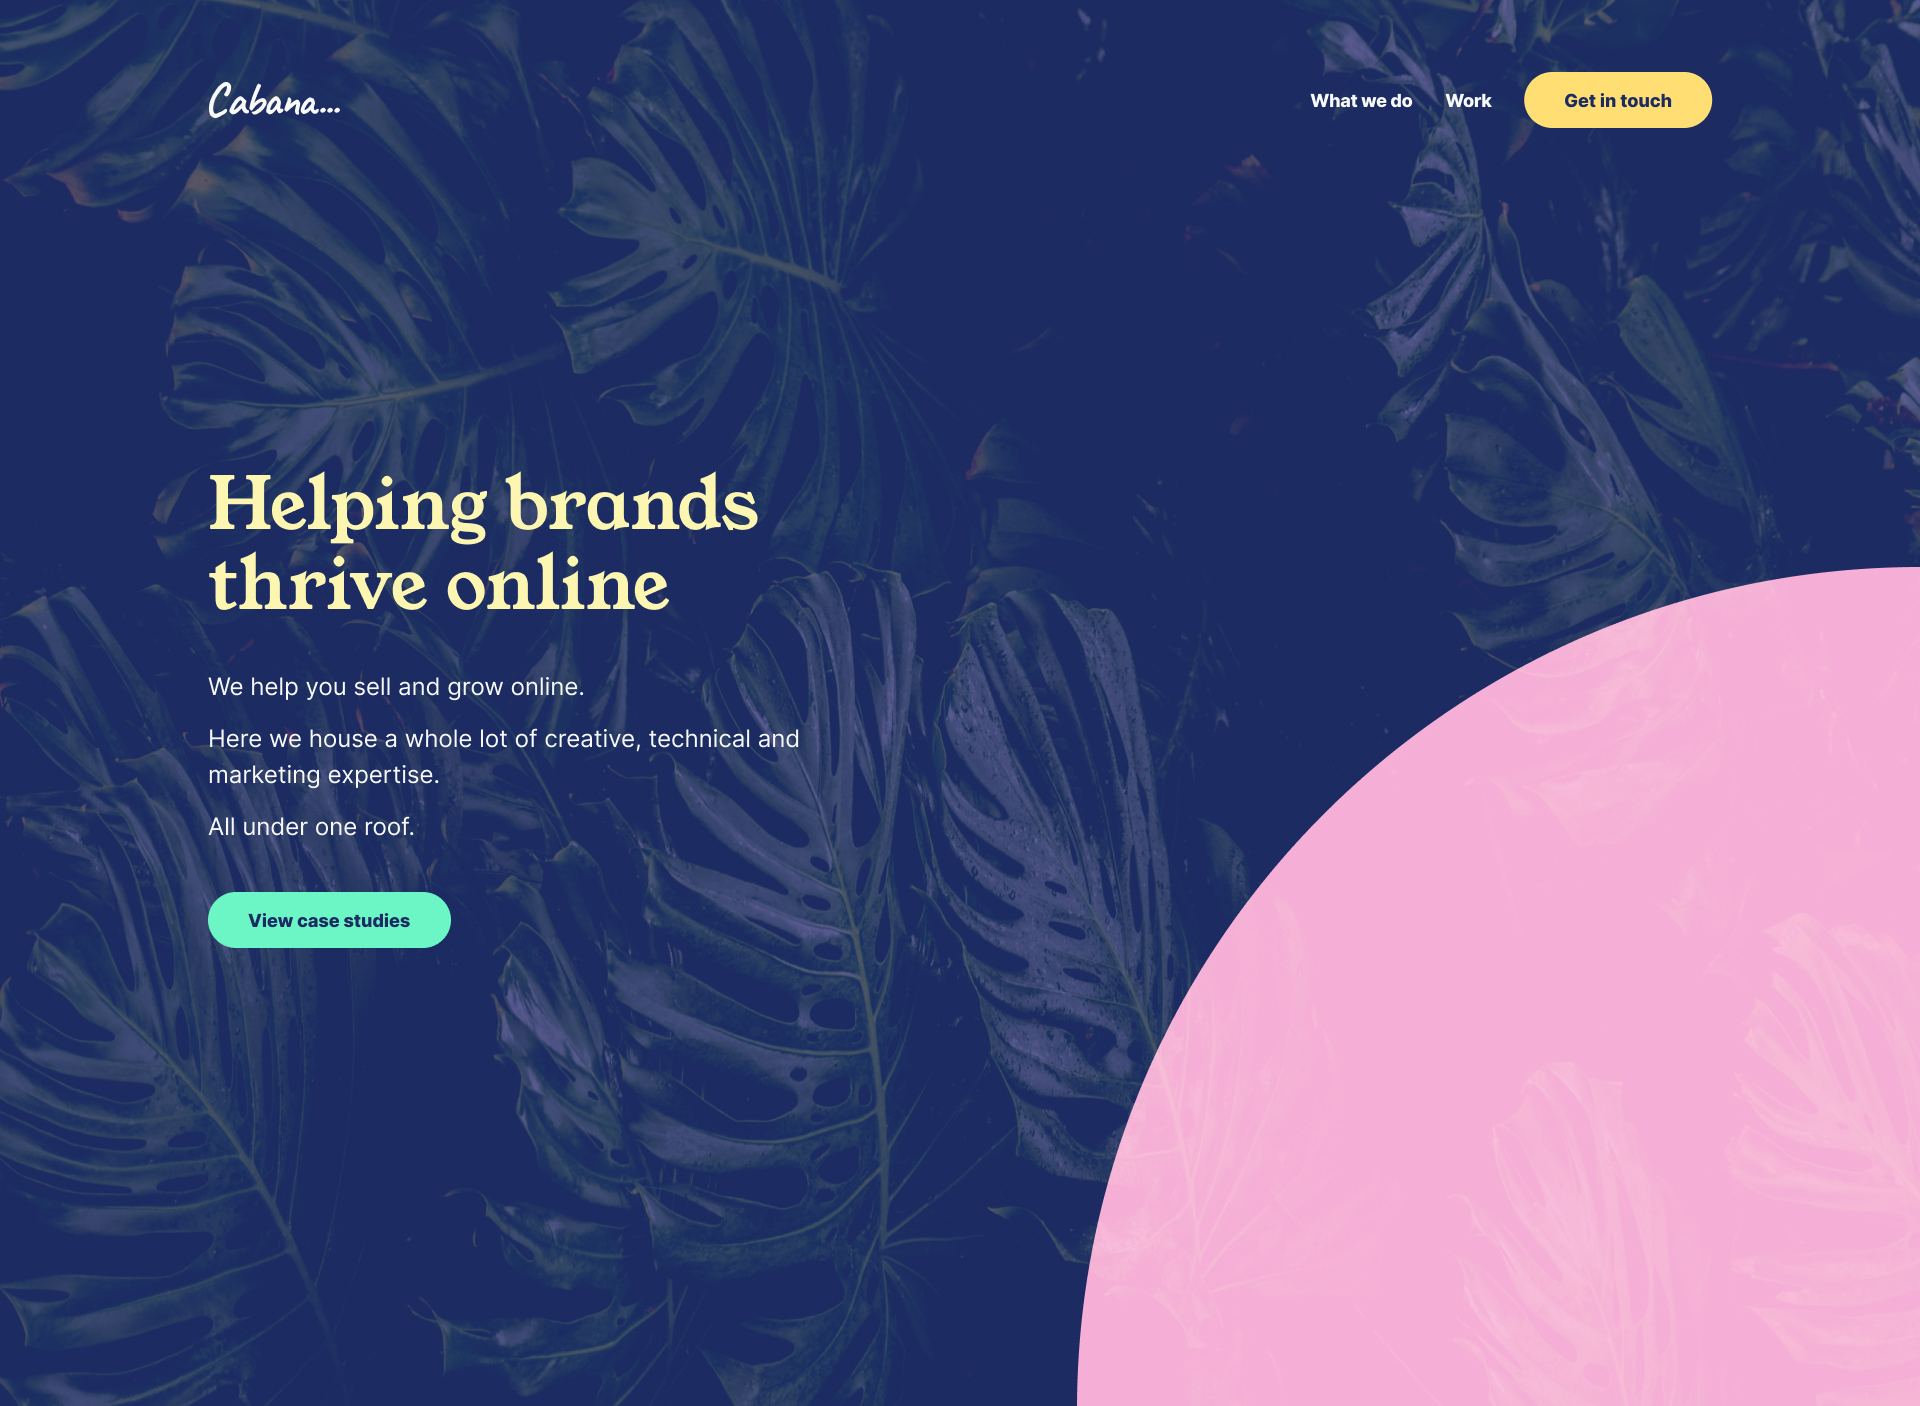 Cabana...
What we do
Work
Get in touch
Helping brands
thrive online
We help you sell and grow online.
Here we house a whole lot of creative, technical and
marketing expertise.
All under one roof.
View case studies